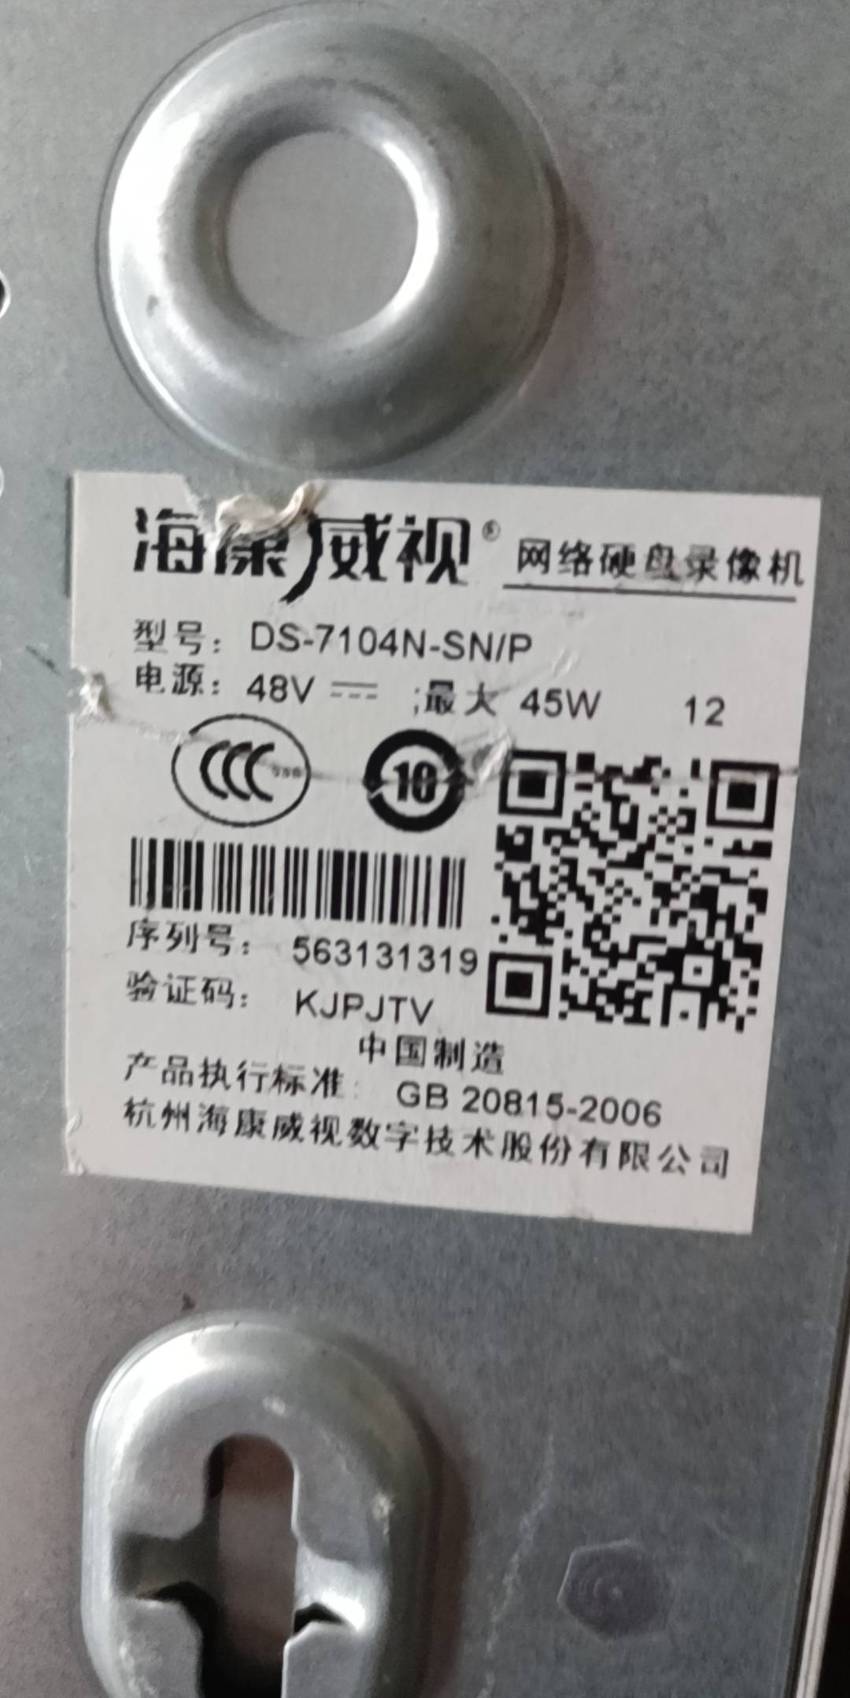 海康威视® 网络硬盘录像机
型号: DS-7104N-SN/P
电源: 48V ⎓ ;最大 45W 12
CCC
10
序列号: 563131319
验证码: KJPJTV
中国制造
产品执行标准: GB 20815-2006
杭州海康威视数字技术股份有限公司